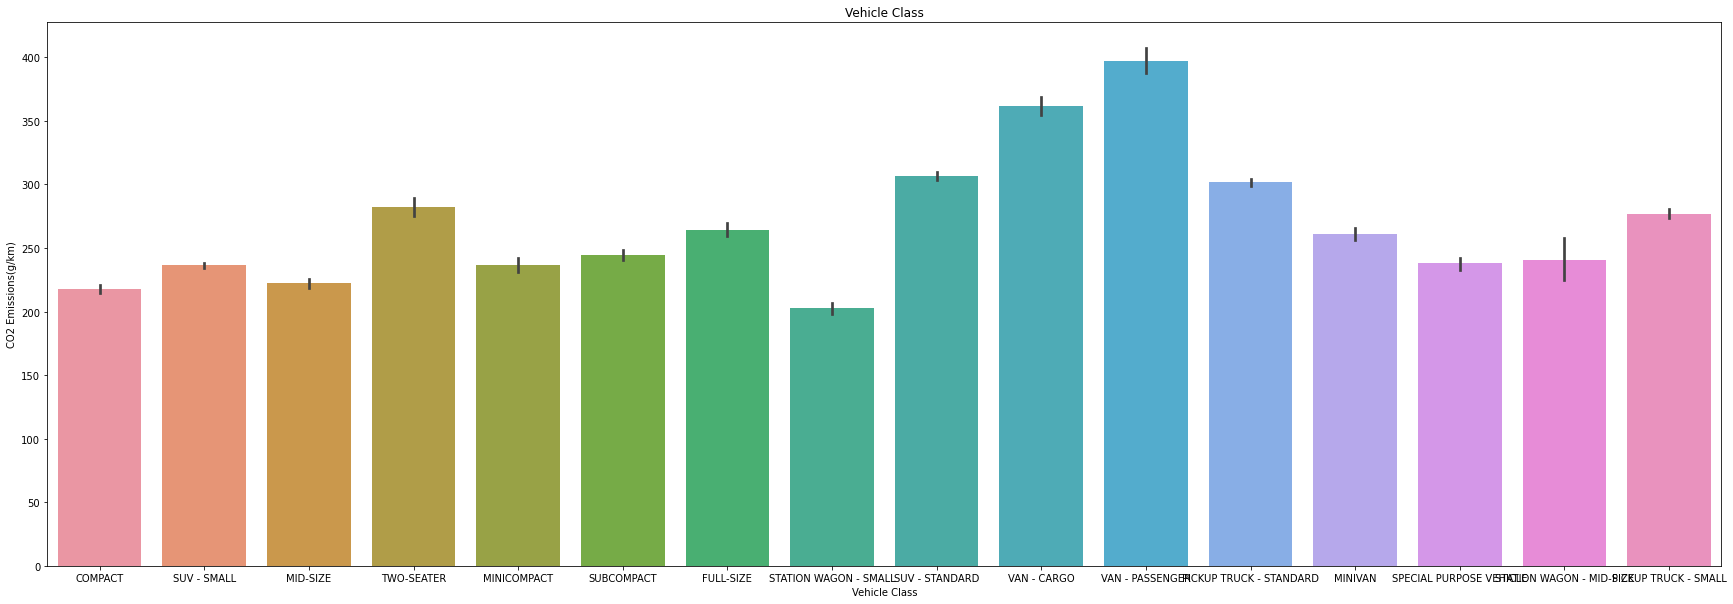 Vehicle Class
CO2 Emissions(g/km)
400
350
300
250
200
150
100
50
0
COMPACT
SUV - SMALL
MID-SIZE
TWO-SEATER
MINICOMPACT
SUBCOMPACT
FULL-SIZE
STATION WAGON - SMALL
SUV - STANDARD
VAN - CARGO
VAN - PASSENGER
PICKUP TRUCK - STANDARD
MINIVAN
SPECIAL PURPOSE VEHICLE
STATION WAGON - MID-SIZE
PICKUP TRUCK - SMALL
Vehicle Class